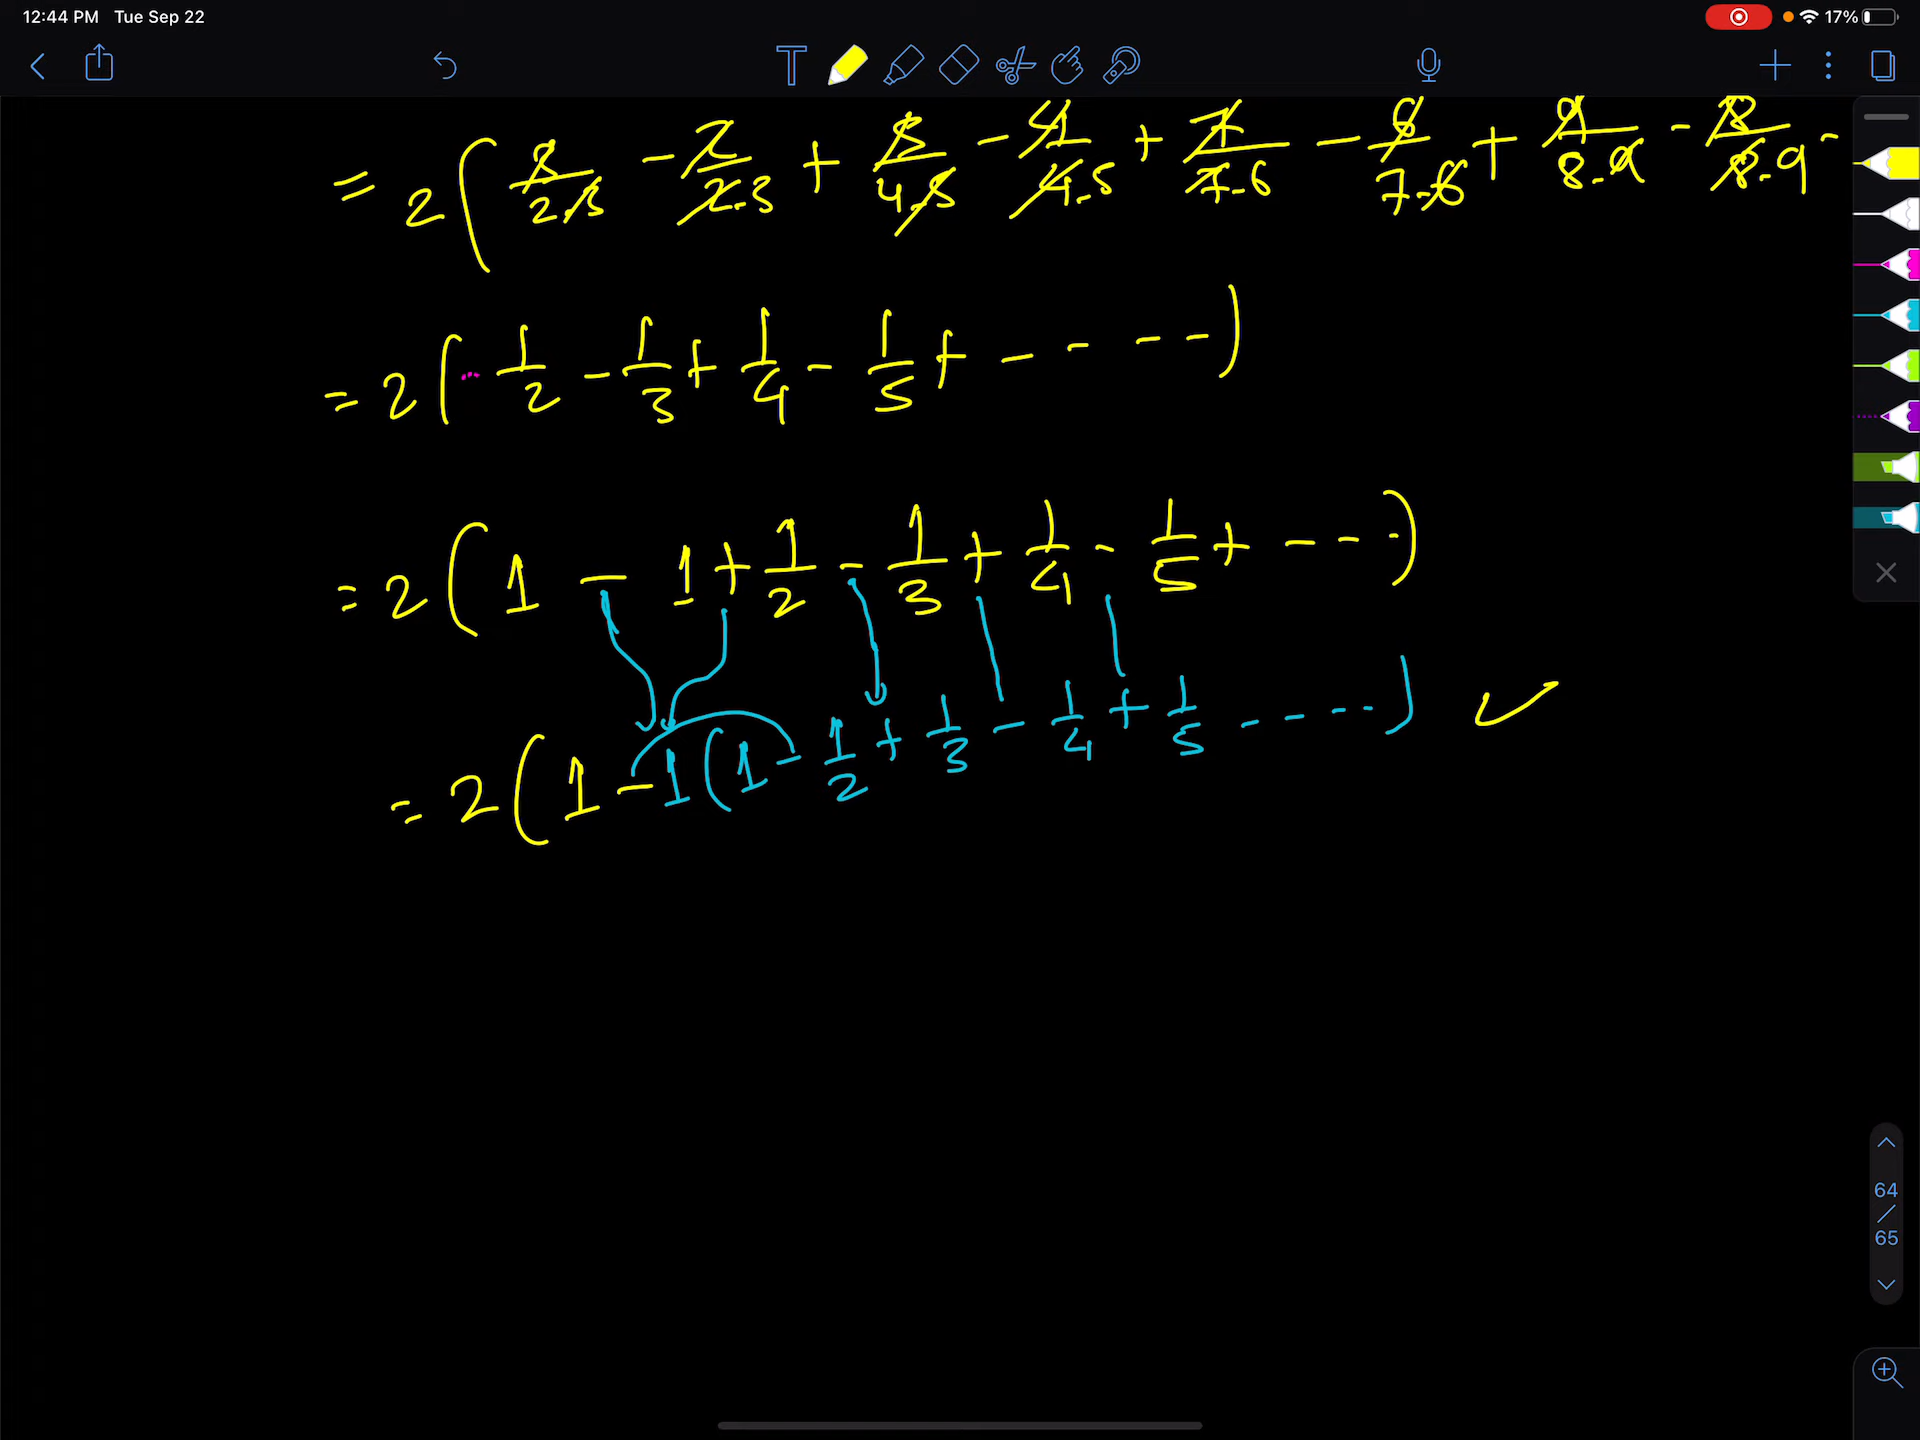 12:44 PM Tue Sep 22 17%
= 2 ( 3/2.3 - 2/2.3 + 5/4.5 - 4/4.5 + 7/7.6 - 6/7.6 + 9/8.9 - 8/8.9 -
= 2 ( 1/2 - 1/3 + 1/4 - 1/5 + - - - - )
= 2 ( 1 - 1 + 1/2 - 1/3 + 1/4 - 1/5 + - - - )
= 2 ( 1 - 1 ( 1 - 1/2 + 1/3 - 1/4 + 1/5 - - - - ) ✓
64
/
65